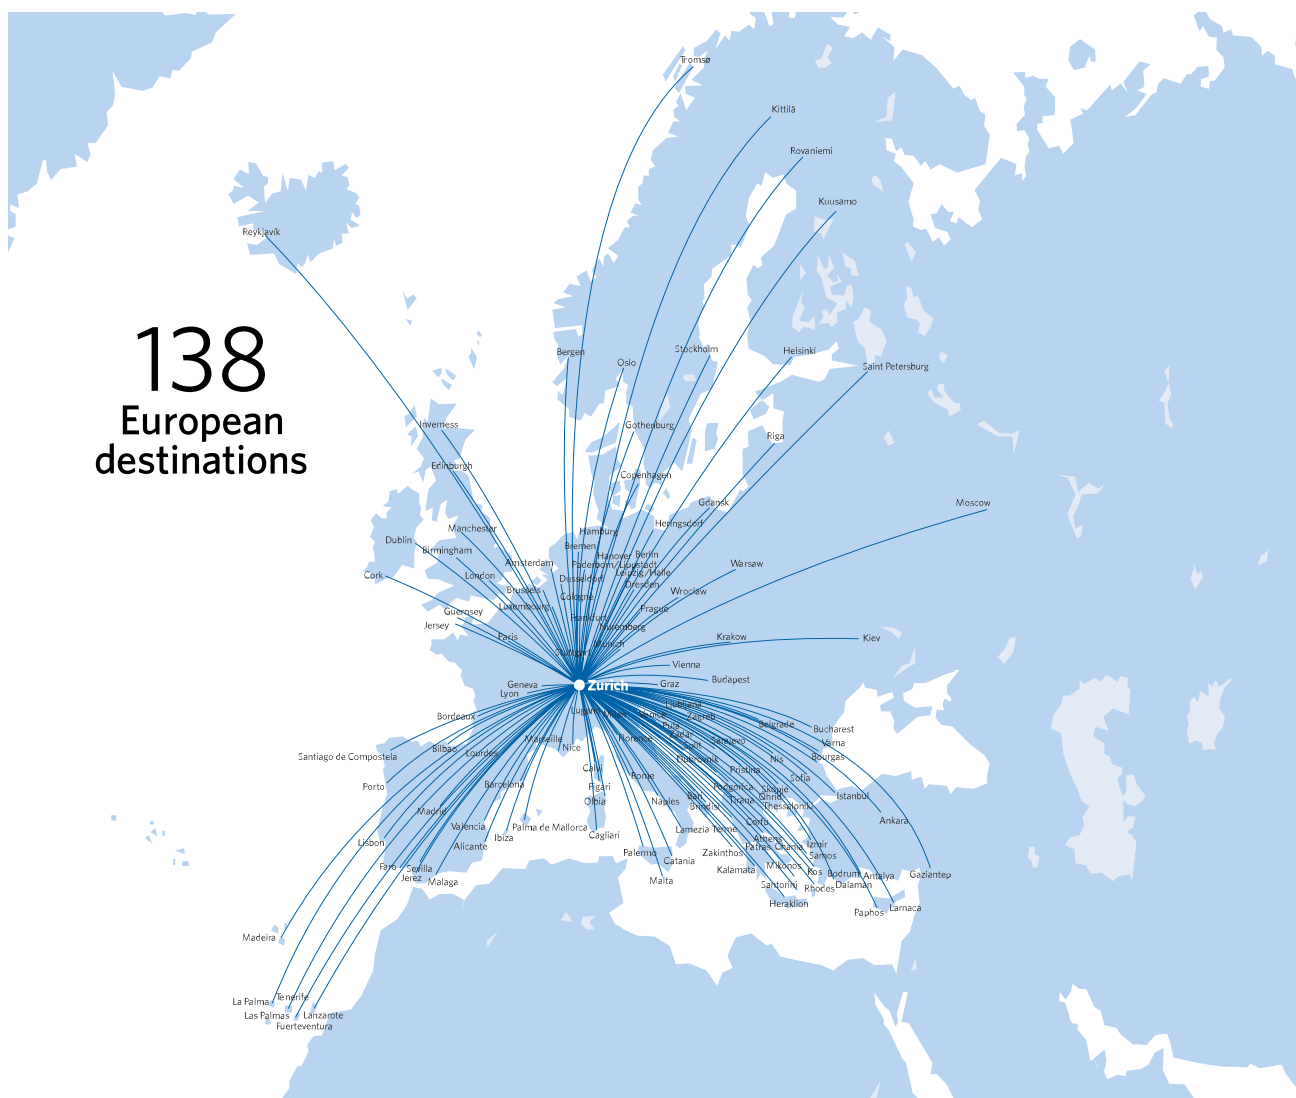 Tromsø
Kittilä
Rovaniemi
Kuusamo
Reykjavík
138
European
destinations
Bergen
Oslo
Stockholm
Helsinki
Saint Petersburg
Inverness
Gothenburg
Riga
Edinburgh
Copenhagen
Gdansk
Moscow
Manchester
Hamburg
Heringsdorf
Dublin
Birmingham
Bremen
Hannover
Berlin
Amsterdam
Paderborn/Lippstadt
Warsaw
Cork
London
Dusseldorf
Leipzig/Halle
Dresden
Brussels
Cologne
Wroclaw
Guernsey
Luxembourg
Prague
Jersey
Frankfurt
Nuremberg
Paris
Krakow
Kiev
Stuttgart
Munich
Vienna
Geneva
Zürich
Graz
Budapest
Lyon
Ljubljana
Bordeaux
Lugano
Milan
Venice
Zagreb
Pula
Belgrade
Bucharest
Zadar
Santiago de Compostela
Bilbao
Lourdes
Marseille
Nice
Florence
Split
Sarajevo
Varna
Dubrovnik
Nis
Bourgas
Porto
Barcelona
Calvi
Rome
Pristina
Sofia
Figari
Podgorica
Skopje
Olbia
Naples
Bari
Tirana
Ohrid
Istanbul
Brindisi
Thessaloniki
Madrid
Valencia
Ibiza
Palma de Mallorca
Cagliari
Lamezia Terme
Corfu
Ankara
Lisbon
Alicante
Athens
Izmir
Palermo
Catania
Zakinthos
Patras
Chania
Samos
Faro
Sevilla
Jerez
Malaga
Malta
Kalamata
Mikonos
Kos
Bodrum
Antalya
Gaziantep
Santorini
Rhodes
Dalaman
Heraklion
Paphos
Larnaca
Madeira
La Palma
Tenerife
Las Palmas
Lanzarote
Fuerteventura